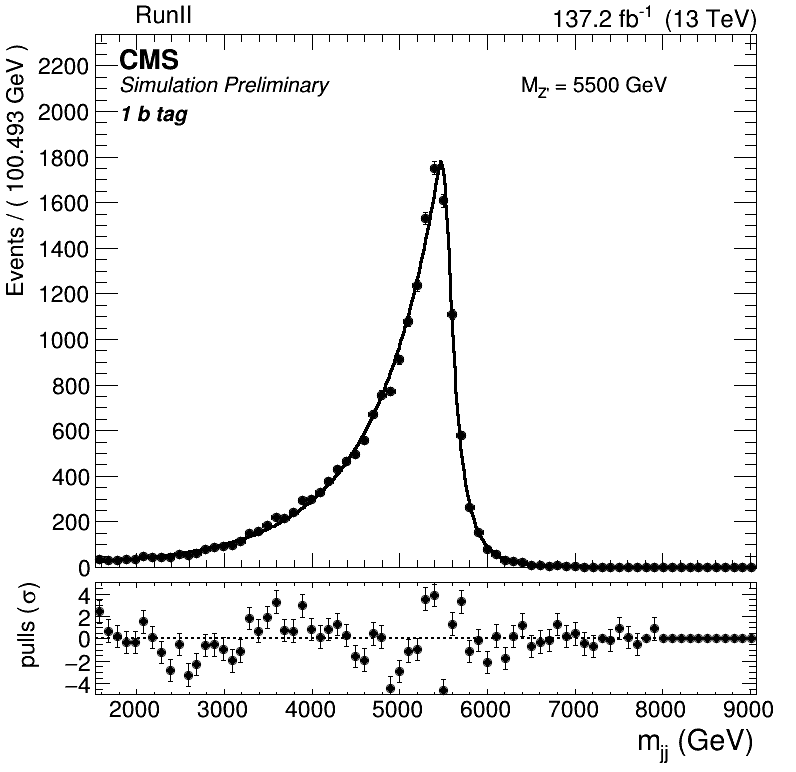 RunII 137.2 fb⁻¹ (13 TeV)
CMS
Simulation Preliminary
M_Z' = 5500 GeV
1 b tag
Events / ( 100.493 GeV )
2200
2000
1800
1600
1400
1200
1000
800
600
400
200
0
pulls (σ)
4
2
0
−2
−4
2000 3000 4000 5000 6000 7000 8000 9000
m_jj (GeV)